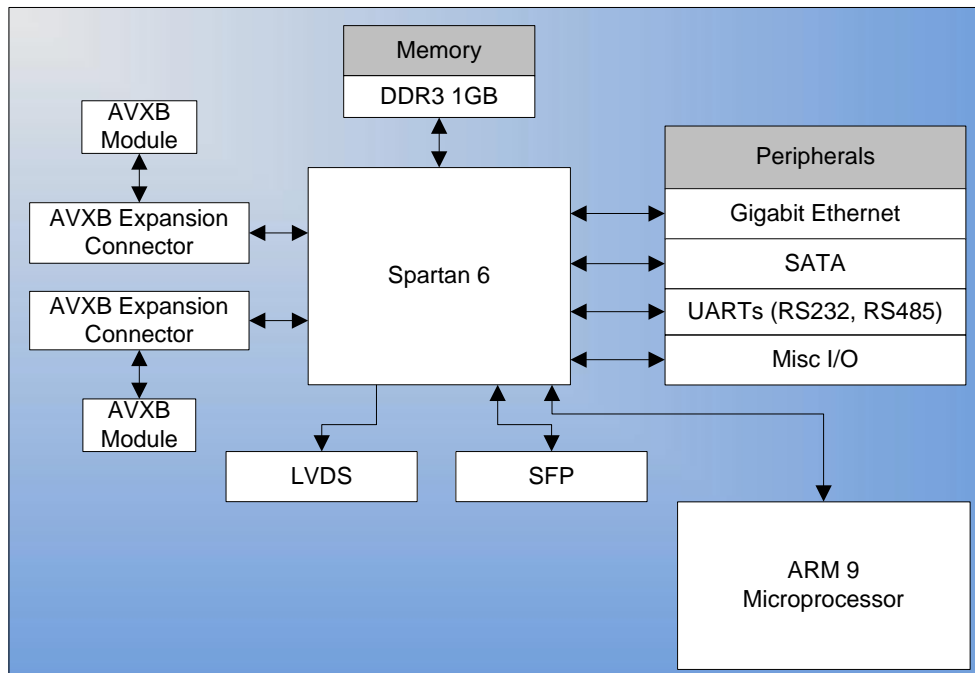 Memory
DDR3 1GB
AVXB
Module
AVXB Expansion
Connector
AVXB Expansion
Connector
AVXB
Module
Spartan 6
Peripherals
Gigabit Ethernet
SATA
UARTs (RS232, RS485)
Misc I/O
LVDS
SFP
ARM 9
Microprocessor